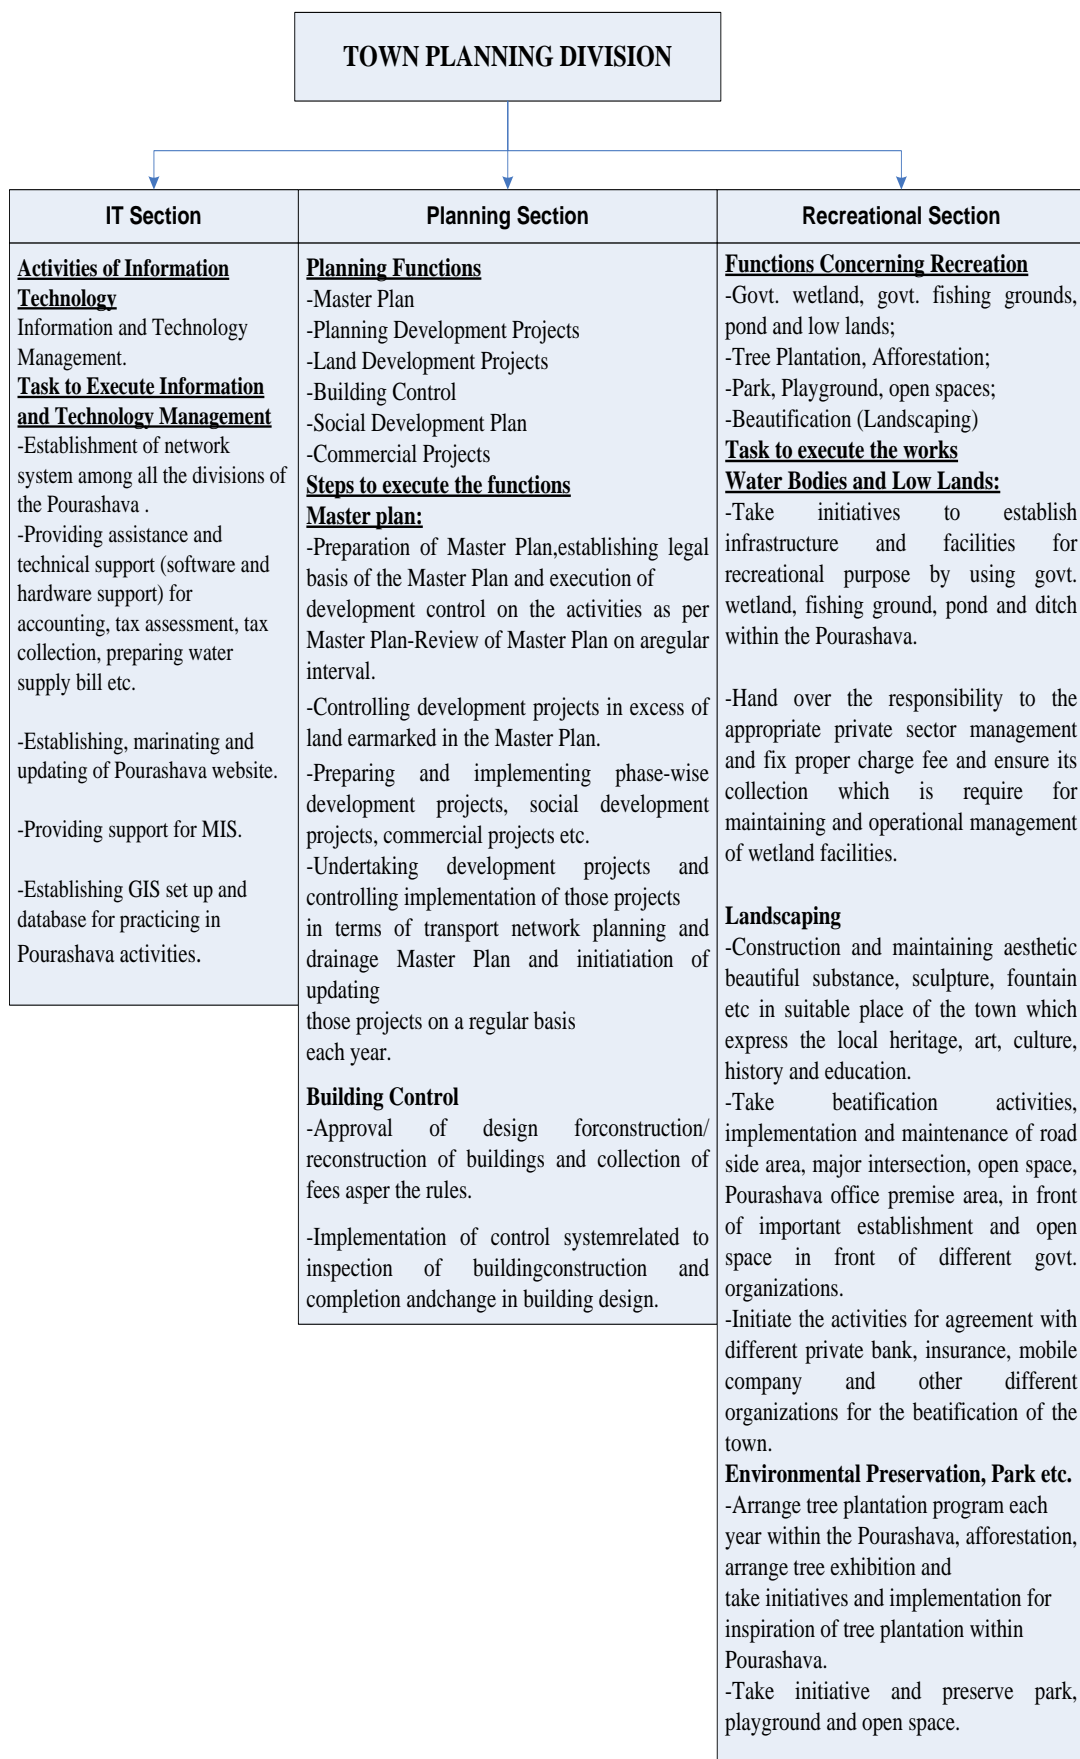 TOWN PLANNING DIVISION
IT Section
Activities of Information
Technology
Information and Technology
Management.
Task to Execute Information
and Technology Management
-Establishment of network
system among all the divisions of
the Pourashava .
-Providing assistance and
technical support (software and
hardware support) for
accounting, tax assessment, tax
collection, preparing water
supply bill etc.
-Establishing, marinating and
updating of Pourashava website.
-Providing support for MIS.
-Establishing GIS set up and
database for practicing in
Pourashava activities.
Planning Section
Planning Functions
-Master Plan
-Planning Development Projects
-Land Development Projects
-Building Control
-Social Development Plan
-Commercial Projects
Steps to execute the functions
Master plan:
-Preparation of Master Plan,establishing legal
basis of the Master Plan and execution of
development control on the activities as per
Master Plan-Review of Master Plan on aregular
interval.
-Controlling development projects in excess of
land earmarked in the Master Plan.
-Preparing and implementing phase-wise
development projects, social development
projects, commercial projects etc.
-Undertaking development projects and
controlling implementation of those projects
in terms of transport network planning and
drainage Master Plan and initiatiation of
updating
those projects on a regular basis
each year.
Building Control
-Approval of design forconstruction/
reconstruction of buildings and collection of
fees asper the rules.
-Implementation of control systemrelated to
inspection of buildingconstruction and
completion andchange in building design.
Recreational Section
Functions Concerning Recreation
-Govt. wetland, govt. fishing grounds,
pond and low lands;
-Tree Plantation, Afforestation;
-Park, Playground, open spaces;
-Beautification (Landscaping)
Task to execute the works
Water Bodies and Low Lands:
-Take initiatives to establish
infrastructure and facilities for
recreational purpose by using govt.
wetland, fishing ground, pond and ditch
within the Pourashava.
-Hand over the responsibility to the
appropriate private sector management
and fix proper charge fee and ensure its
collection which is require for
maintaining and operational management
of wetland facilities.
Landscaping
-Construction and maintaining aesthetic
beautiful substance, sculpture, fountain
etc in suitable place of the town which
express the local heritage, art, culture,
history and education.
-Take beatification activities,
implementation and maintenance of road
side area, major intersection, open space,
Pourashava office premise area, in front
of important establishment and open
space in front of different govt.
organizations.
-Initiate the activities for agreement with
different private bank, insurance, mobile
company and other different
organizations for the beatification of the
town.
Environmental Preservation, Park etc.
-Arrange tree plantation program each
year within the Pourashava, afforestation,
arrange tree exhibition and
take initiatives and implementation for
inspiration of tree plantation within
Pourashava.
-Take initiative and preserve park,
playground and open space.